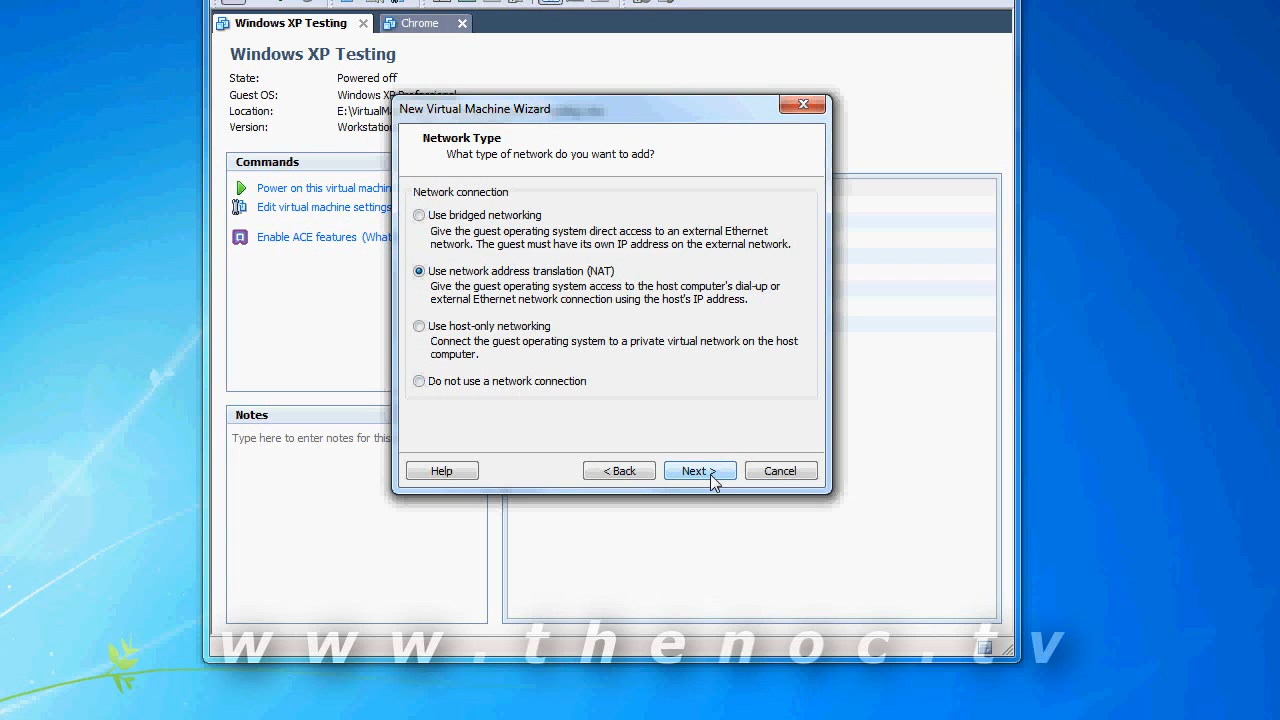 Windows XP Testing
Chrome
Windows XP Testing
State: Powered off
Guest OS: Windows XP Professional
Location: E:\VirtualM
Version: Workstation
Commands
Power on this virtual machin
Edit virtual machine settings
Enable ACE features (What
Notes
Type here to enter notes for this
New Virtual Machine Wizard
Network Type
What type of network do you want to add?
Network connection
Use bridged networking
Give the guest operating system direct access to an external Ethernet
network. The guest must have its own IP address on the external network.
Use network address translation (NAT)
Give the guest operating system access to the host computer's dial-up or
external Ethernet network connection using the host's IP address.
Use host-only networking
Connect the guest operating system to a private virtual network on the host
computer.
Do not use a network connection
Help
< Back
Next >
Cancel
www.thenoc.tv